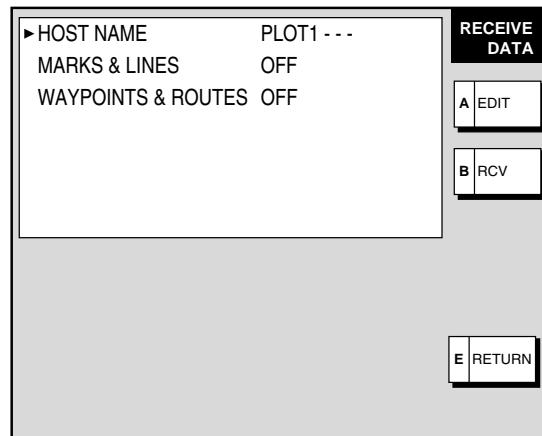 ►HOST NAME PLOT1 - - -
MARKS & LINES OFF
WAYPOINTS & ROUTES OFF
RECEIVE
DATA
A EDIT
B RCV
E RETURN